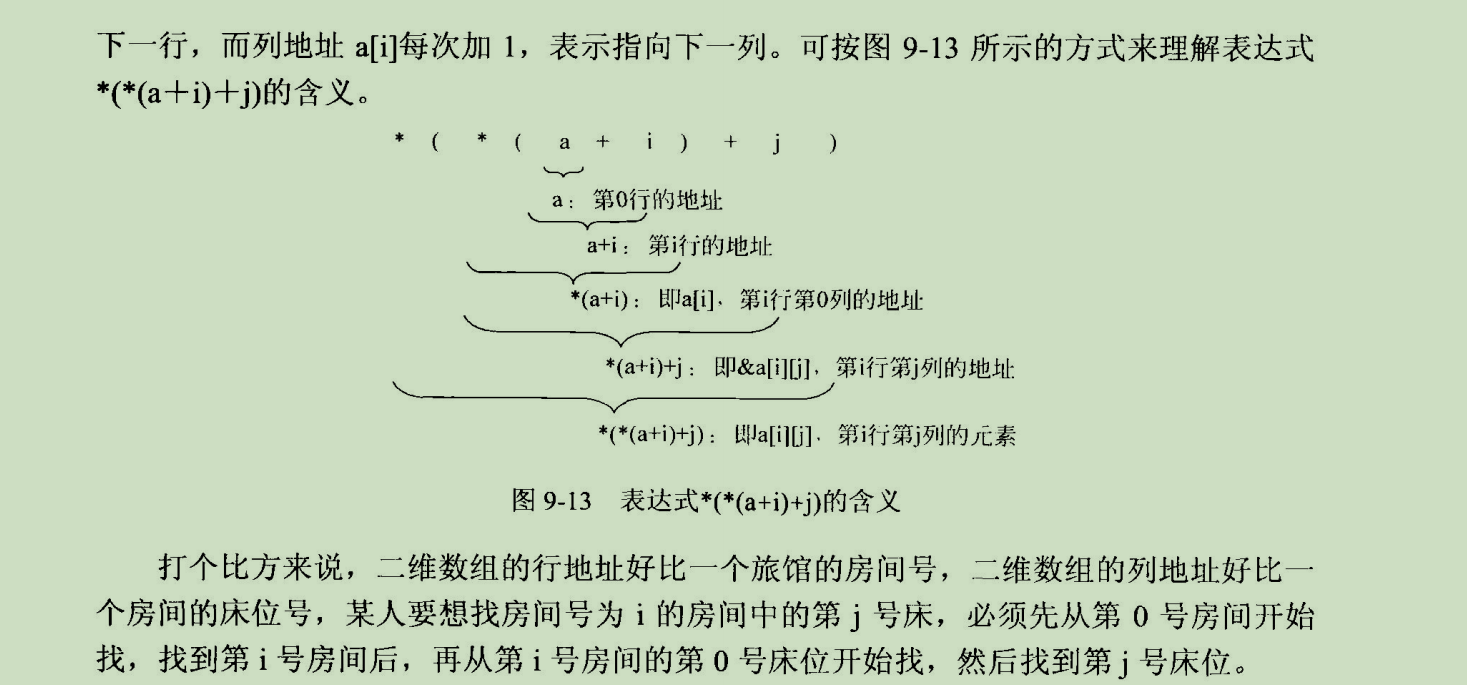 下一行，而列地址 a[i]每次加 1，表示指向下一列。可按图 9-13 所示的方式来理解表达式
*(*(a＋i)＋j)的含义。
* ( * ( a + i ) + j )
a：第0行的地址
a+i：第i行的地址
*(a+i)：即a[i]，第i行第0列的地址
*(a+i)+j：即&a[i][j]，第i行第j列的地址
*(*(a+i)+j)：即a[i][j]，第i行第j列的元素
图 9-13 表达式*(*(a+i)+j)的含义
打个比方来说，二维数组的行地址好比一个旅馆的房间号，二维数组的列地址好比一
个房间的床位号，某人要想找房间号为 i 的房间中的第 j 号床，必须先从第 0 号房间开始
找，找到第 i 号房间后，再从第 i 号房间的第 0 号床位开始找，然后找到第 j 号床位。